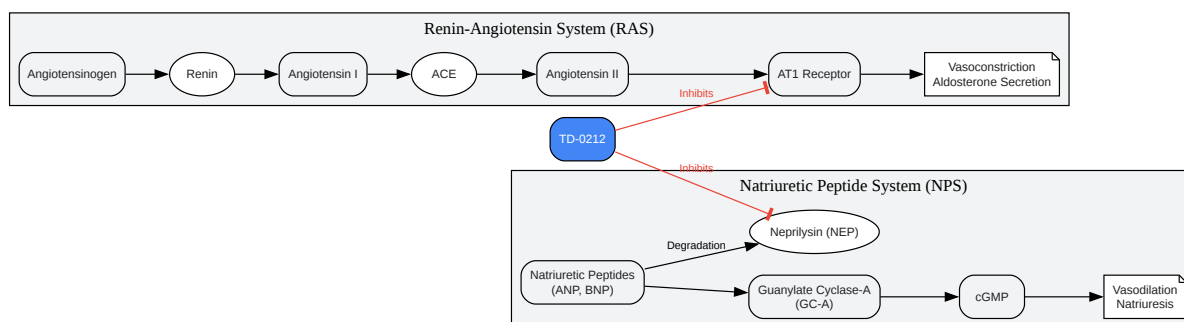 Renin-Angiotensin System (RAS)
Angiotensinogen
Renin
Angiotensin I
ACE
Angiotensin II
AT1 Receptor
Vasoconstriction
Aldosterone Secretion
Inhibits
TD-0212
Inhibits
Natriuretic Peptide System (NPS)
Neprilysin (NEP)
Degradation
Natriuretic Peptides
(ANP, BNP)
Guanylate Cyclase-A
(GC-A)
cGMP
Vasodilation
Natriuresis